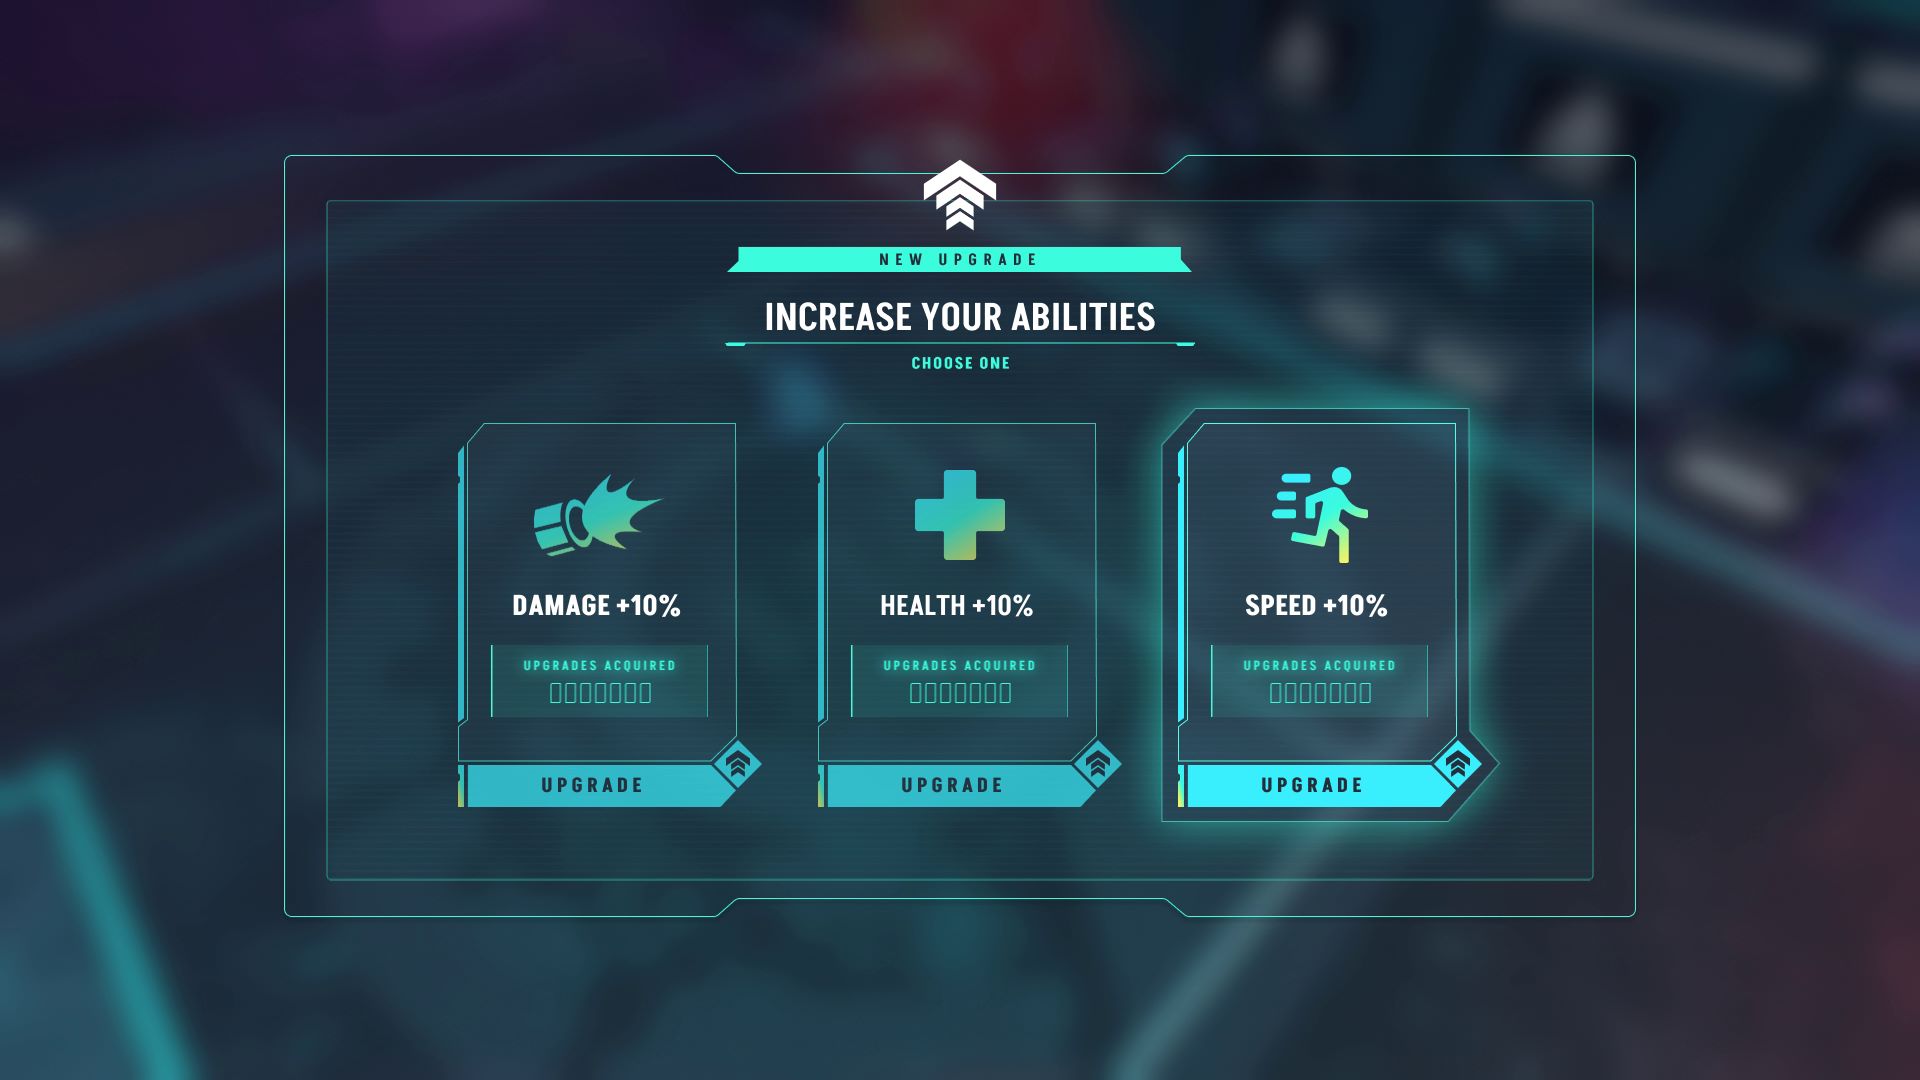 NEW UPGRADE
INCREASE YOUR ABILITIES
CHOOSE ONE
DAMAGE +10%
UPGRADES ACQUIRED
UPGRADE
HEALTH +10%
UPGRADES ACQUIRED
UPGRADE
SPEED +10%
UPGRADES ACQUIRED
UPGRADE